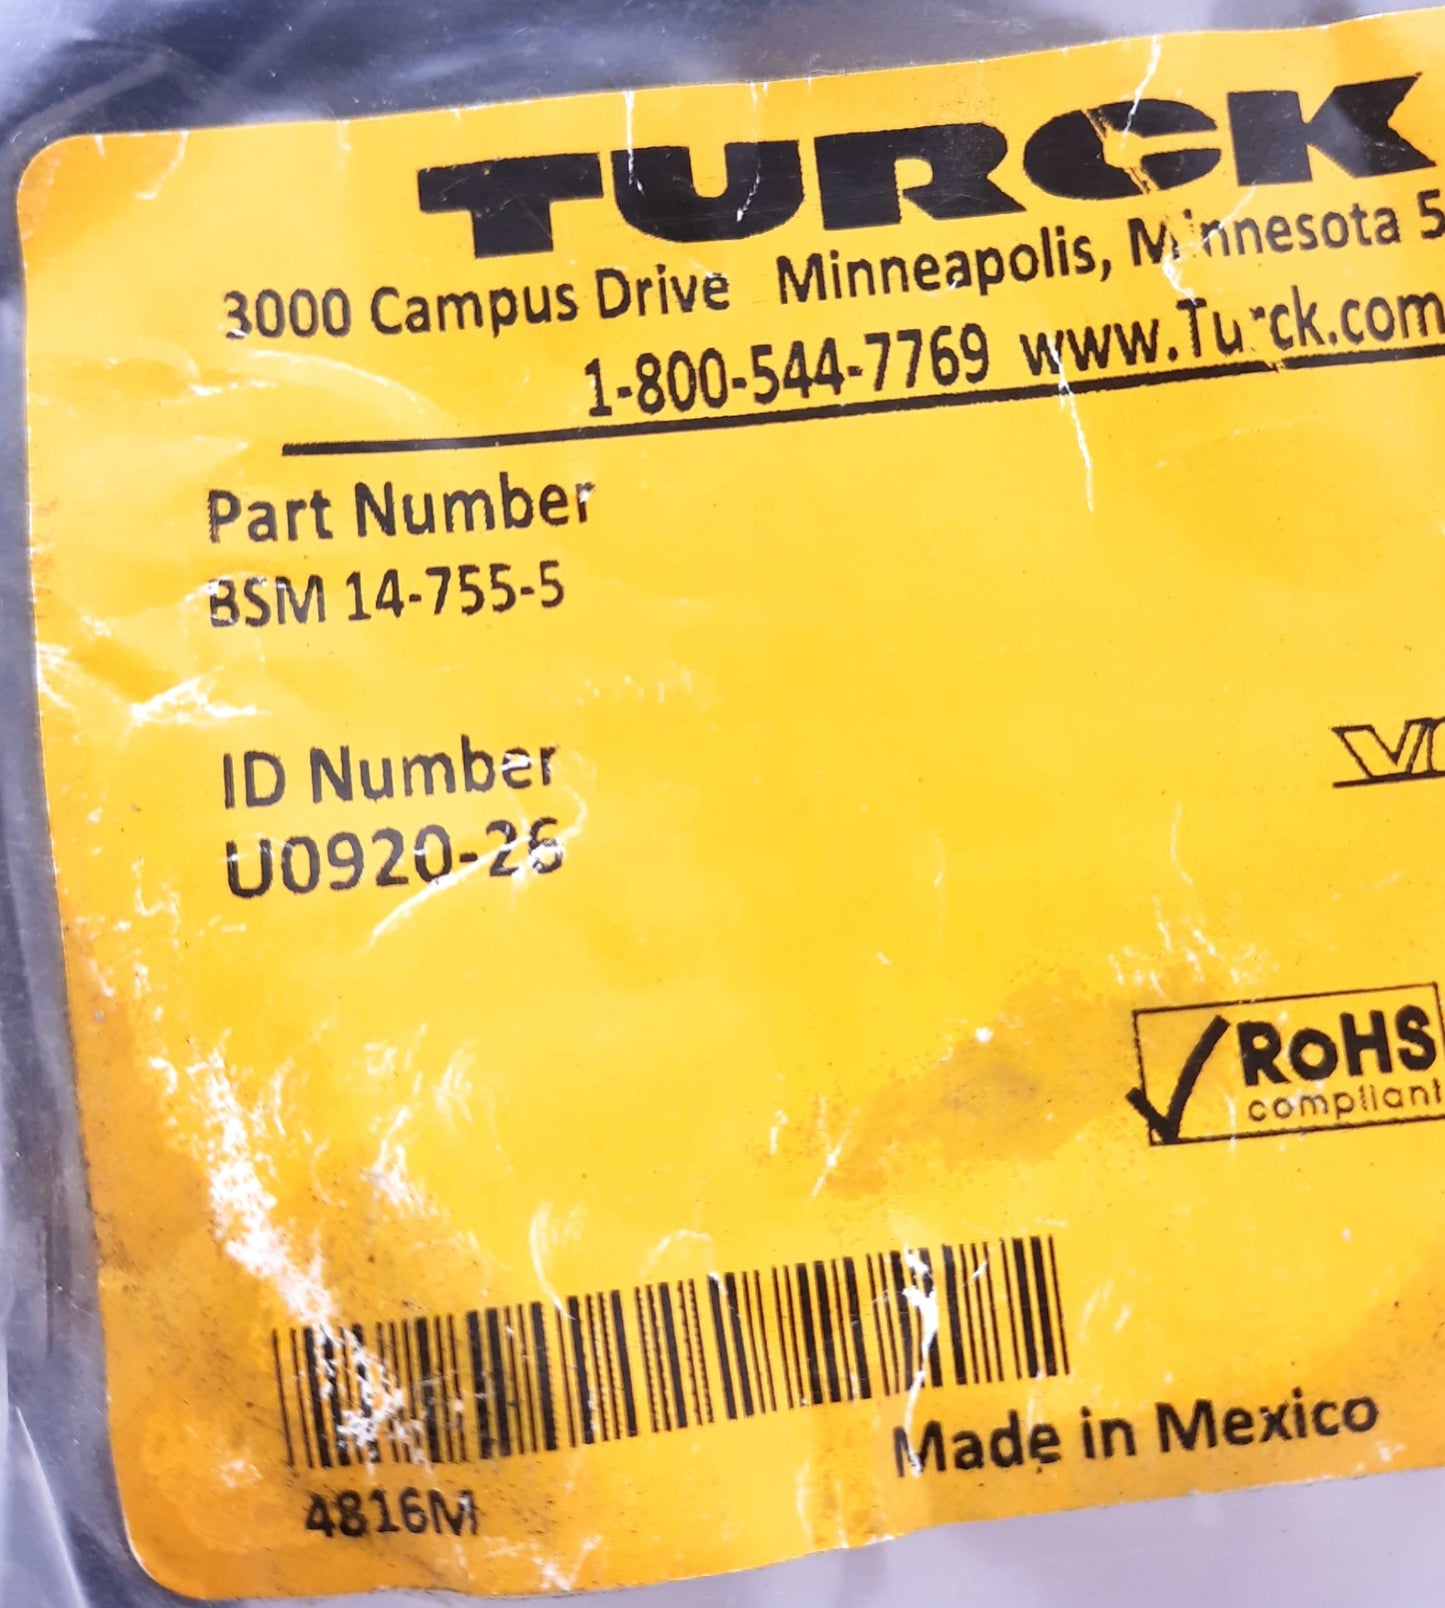 TURCK
3000 Campus Drive Minneapolis, Minnesota 5
1-800-544-7769 www.Turck.com
Part Number
BSM 14-755-5
ID Number
U0920-26
RoHS
compliant
4816M
Made in Mexico